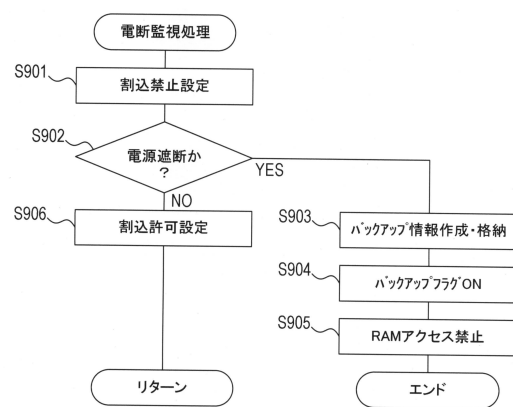 電断監視処理
S901
割込禁止設定
S902
電源遮断か
?
YES
NO
S906
割込許可設定
S903
バックアップ情報作成・格納
S904
バックアップフラグON
S905
RAMアクセス禁止
リターン
エンド